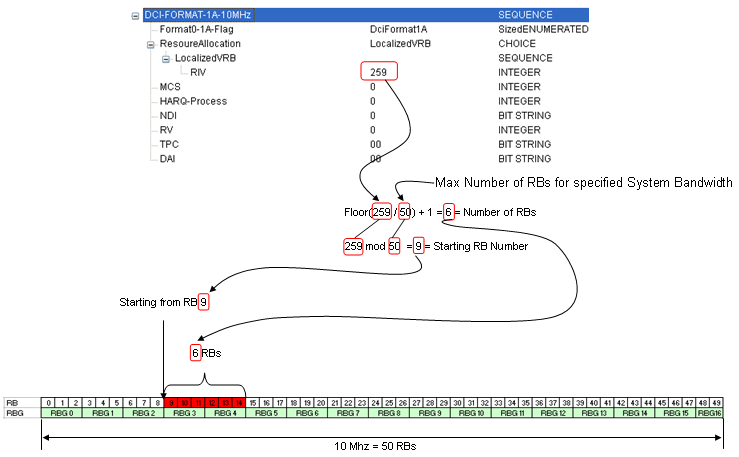 DCI-FORMAT-1A-10MHz SEQUENCE
Format0-1A-Flag DciFormat1A SizedENUMERATED
ResoureAllocation LocalizedVRB CHOICE
LocalizedVRB SEQUENCE
RIV 259 INTEGER
MCS 0 INTEGER
HARQ-Process 0 INTEGER
NDI 0 BIT STRING
RV 0 INTEGER
TPC 00 BIT STRING
DAI 00 BIT STRING
Max Number of RBs for specified System Bandwidth
Floor(259 / 50) + 1 = 6 = Number of RBs
259 mod 50 = 9 = Starting RB Number
Starting from RB 9
6 RBs
RB 0 1 2 3 4 5 6 7 8 9 10 11 12 13 14 15 16 17 18 19 20 21 22 23 24 25 26 27 28 29 30 31 32 33 34 35 36 37 38 39 40 41 42 43 44 45 46 47 48 49
RBG RBG 0 RBG 1 RBG 2 RBG 3 RBG 4 RBG 5 RBG 6 RBG 7 RBG 8 RBG 9 RBG 10 RBG 11 RBG 12 RBG 13 RBG 14 RBG 15 RBG16
10 Mhz = 50 RBs